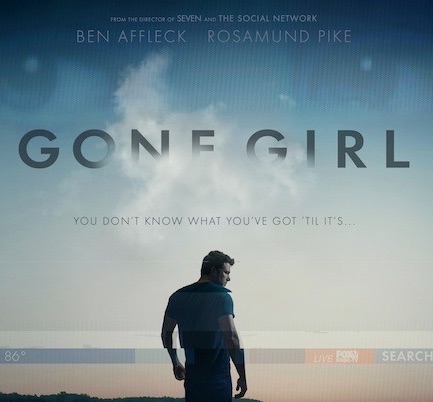 FROM THE DIRECTOR OF SEVEN AND THE SOCIAL NETWORK
BEN AFFLECK ROSAMUND PIKE
GONE GIRL
YOU DON'T KNOW WHAT YOU'VE GOT 'TIL IT'S...
86° LIVE SEARCH